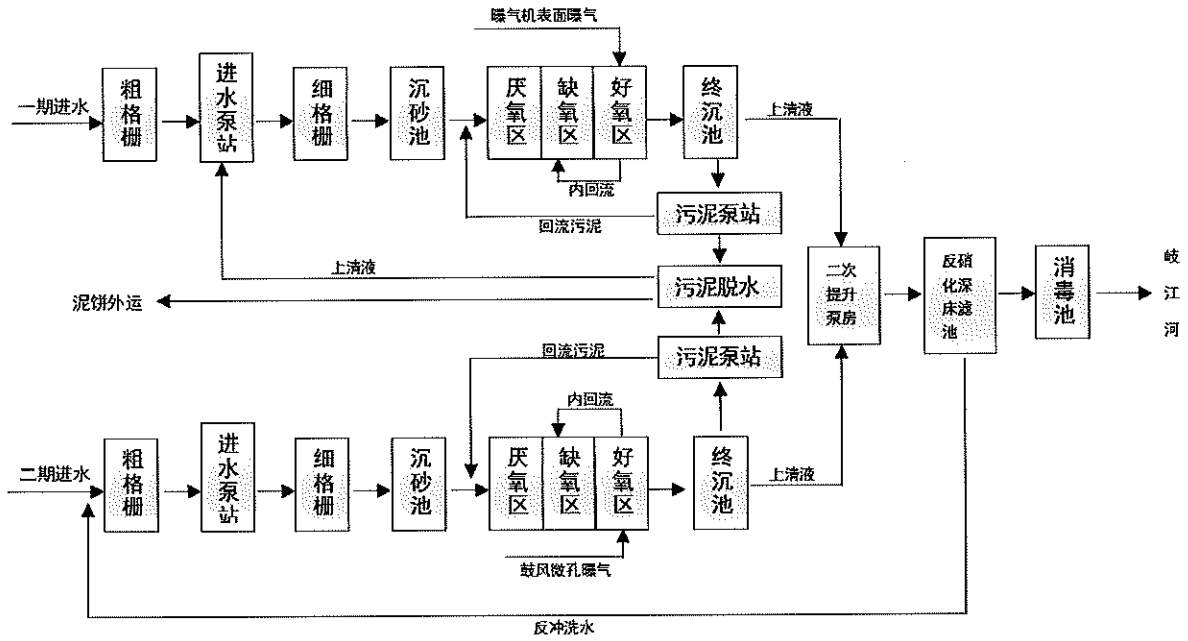 曝气机表面曝气
一期进水
粗格栅
进水泵站
细格栅
沉砂池
厌氧区
缺氧区
好氧区
终沉池
上清液
内回流
污泥泵站
回流污泥
上清液
污泥脱水
泥饼外运
二次
提升
泵房
反硝
化深
床滤
池
消毒池
岐江河
回流污泥
污泥泵站
内回流
二期进水
粗格栅
进水泵站
细格栅
沉砂池
厌氧区
缺氧区
好氧区
终沉池
上清液
鼓风微孔曝气
反冲洗水